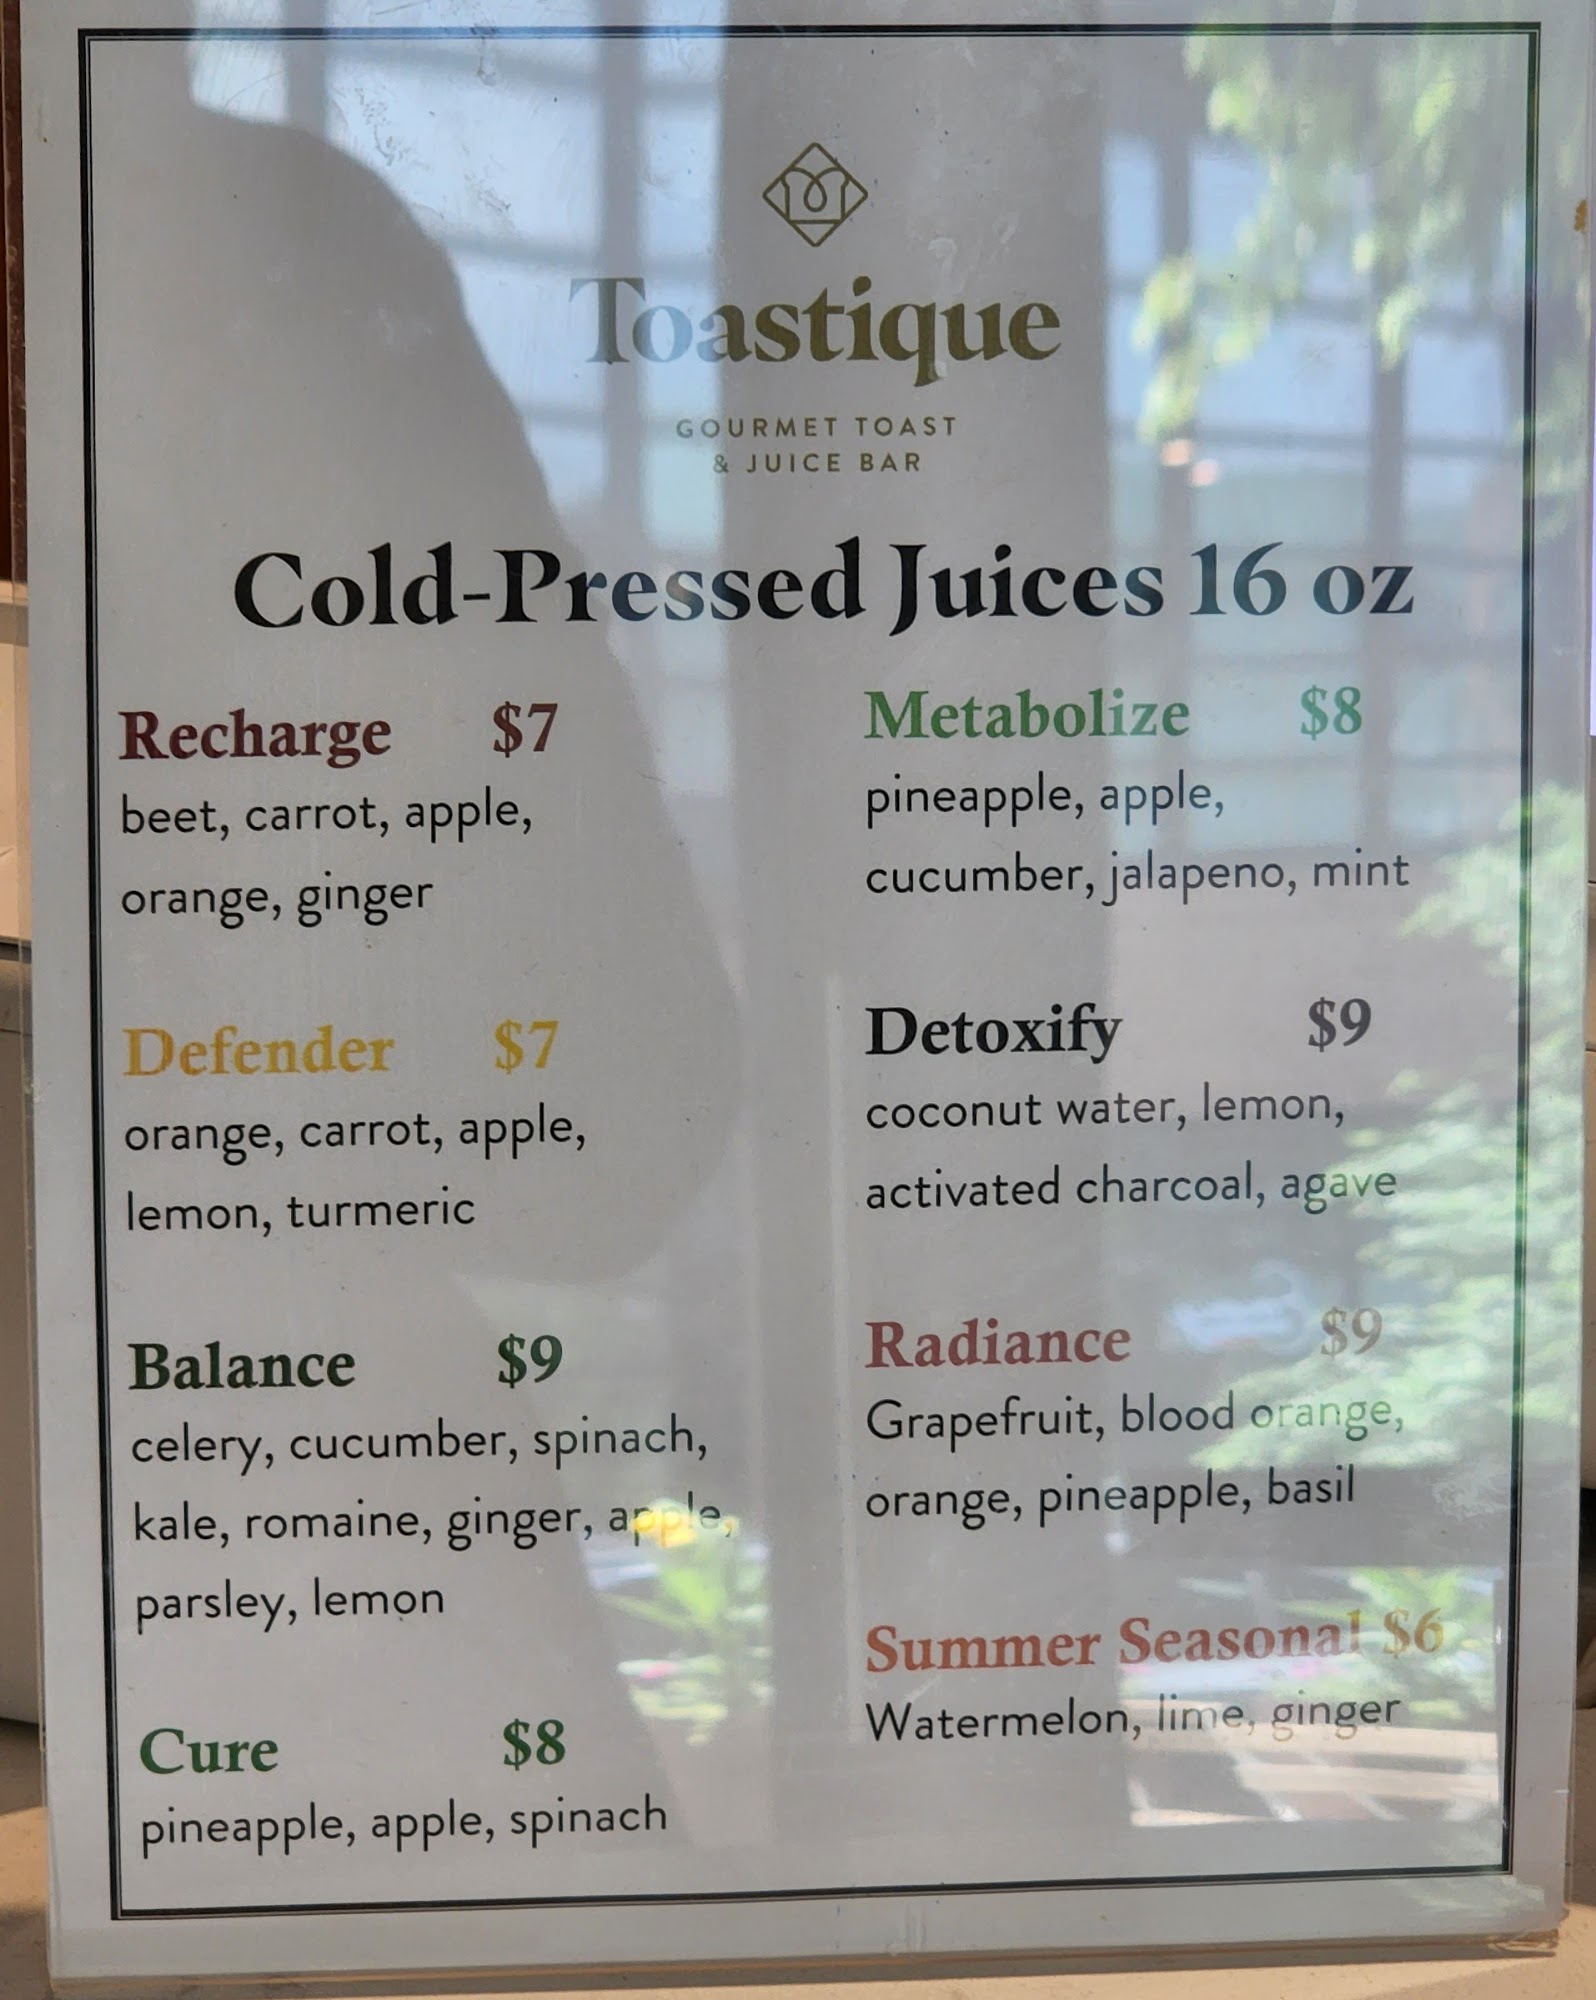 Toastique
GOURMET TOAST
& JUICE BAR
Cold-Pressed Juices 16 oz
Recharge $7
beet, carrot, apple,
orange, ginger
Defender $7
orange, carrot, apple,
lemon, turmeric
Balance $9
celery, cucumber, spinach,
kale, romaine, ginger, apple,
parsley, lemon
Cure $8
pineapple, apple, spinach
Metabolize $8
pineapple, apple,
cucumber, jalapeno, mint
Detoxify $9
coconut water, lemon,
activated charcoal, agave
Radiance $9
Grapefruit, blood orange,
orange, pineapple, basil
Summer Seasonal $6
Watermelon, lime, ginger